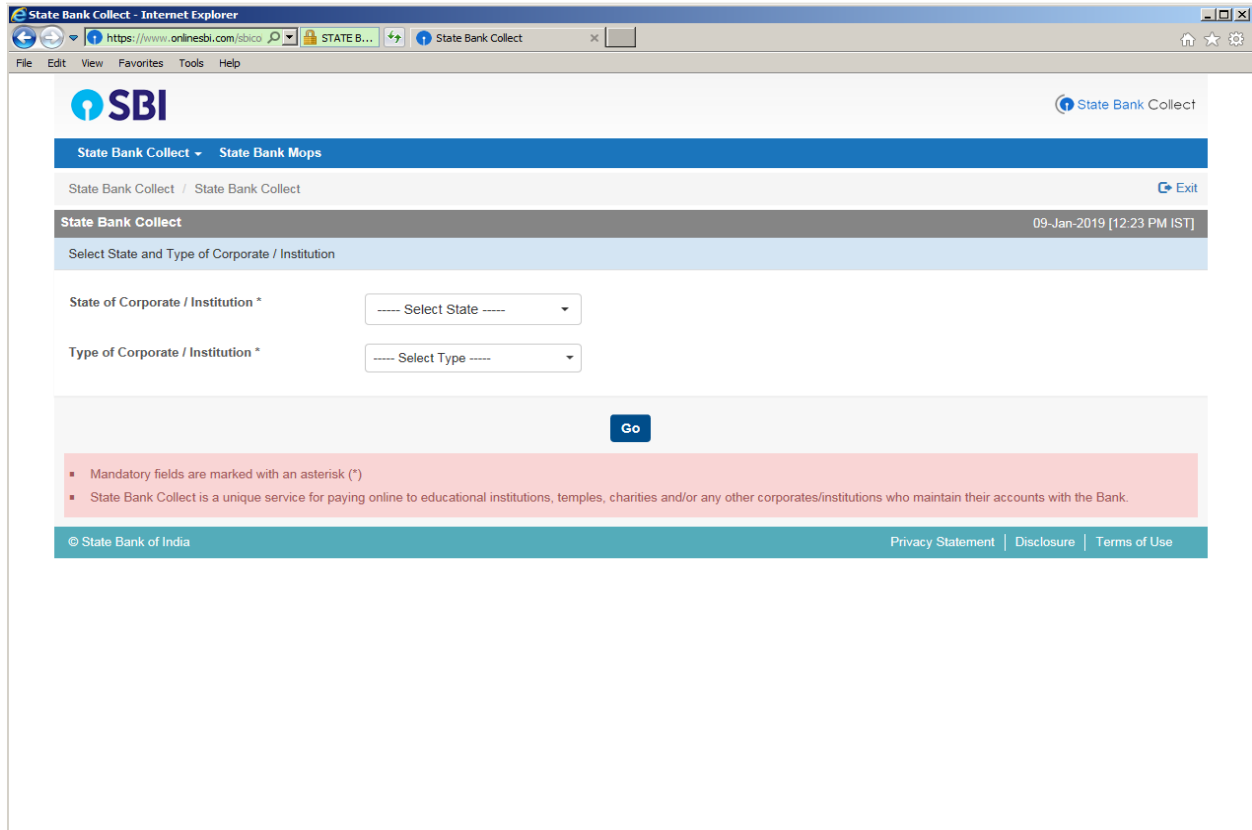 State Bank Collect - Internet Explorer
https://www.onlinesbi.com/sbico STATE B... State Bank Collect
File Edit View Favorites Tools Help
SBI State Bank Collect
State Bank Collect State Bank Mops
State Bank Collect / State Bank Collect Exit
State Bank Collect 09-Jan-2019 [12:23 PM IST]
Select State and Type of Corporate / Institution
State of Corporate / Institution * ----- Select State -----
Type of Corporate / Institution * ----- Select Type -----
Go
Mandatory fields are marked with an asterisk (*)
State Bank Collect is a unique service for paying online to educational institutions, temples, charities and/or any other corporates/institutions who maintain their accounts with the Bank.
© State Bank of India Privacy Statement | Disclosure | Terms of Use